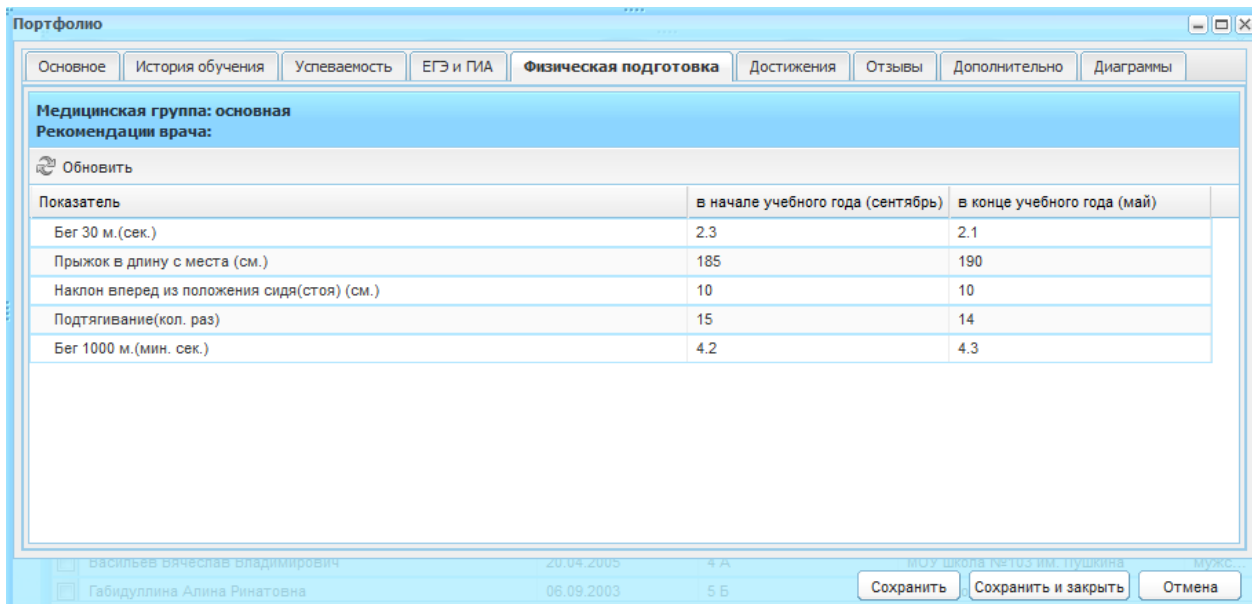 Портфолио
Основное История обучения Успеваемость ЕГЭ и ГИА Физическая подготовка Достижения Отзывы Дополнительно Диаграммы
Медицинская группа: основная
Рекомендации врача:
Обновить
Показатель в начале учебного года (сентябрь) в конце учебного года (май)
Бег 30 м.(сек.) 2.3 2.1
Прыжок в длину с места (см.) 185 190
Наклон вперед из положения сидя(стоя) (см.) 10 10
Подтягивание(кол. раз) 15 14
Бег 1000 м.(мин. сек.) 4.2 4.3
Васильев Вячеслав Владимирович 20.04.2005 4 А МОУ Школа №103 им. Пушкина мужс...
Габидуллина Алина Ринатовна 06.09.2003 5 Б Сохранить Сохранить и закрыть Отмена